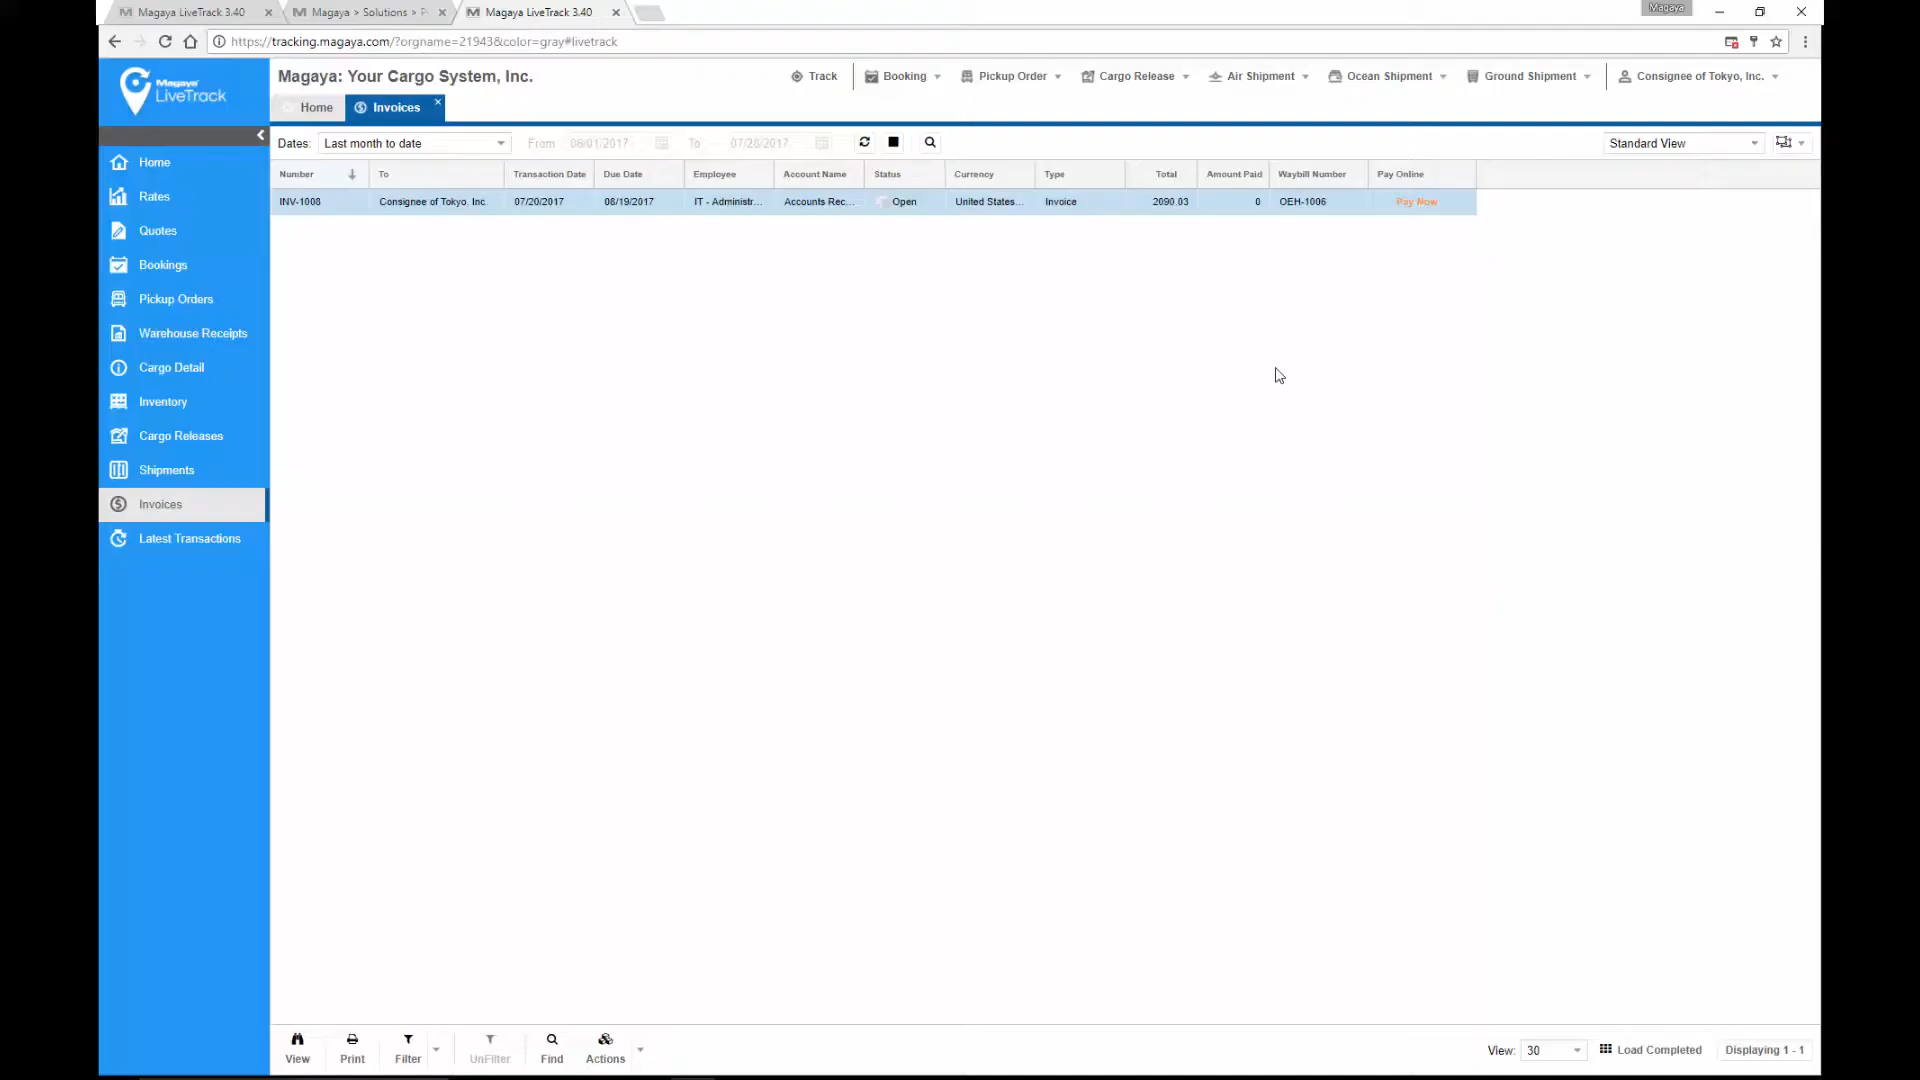 Magaya LiveTrack 3.40
Magaya > Solutions > P
Magaya LiveTrack 3.40
Magaya
https://tracking.magaya.com/?orgname=21943&color=gray#livetrack
Magaya LiveTrack
Magaya: Your Cargo System, Inc.
Track
Booking
Pickup Order
Cargo Release
Air Shipment
Ocean Shipment
Ground Shipment
Consignee of Tokyo, Inc.
Home
Invoices
Dates: Last month to date From 06/01/2017 To 07/28/2017
Standard View
Number To Transaction Date Due Date Employee Account Name Status Currency Type Total Amount Paid Waybill Number Pay Online
INV-1008 Consignee of Tokyo, Inc. 07/20/2017 08/19/2017 IT - Administr... Accounts Rec... Open United States... Invoice 2090.03 0 OEH-1006 Pay Now
Home
Rates
Quotes
Bookings
Pickup Orders
Warehouse Receipts
Cargo Detail
Inventory
Cargo Releases
Shipments
Invoices
Latest Transactions
View Print Filter UnFilter Find Actions
View: 30 Load Completed Displaying 1 - 1